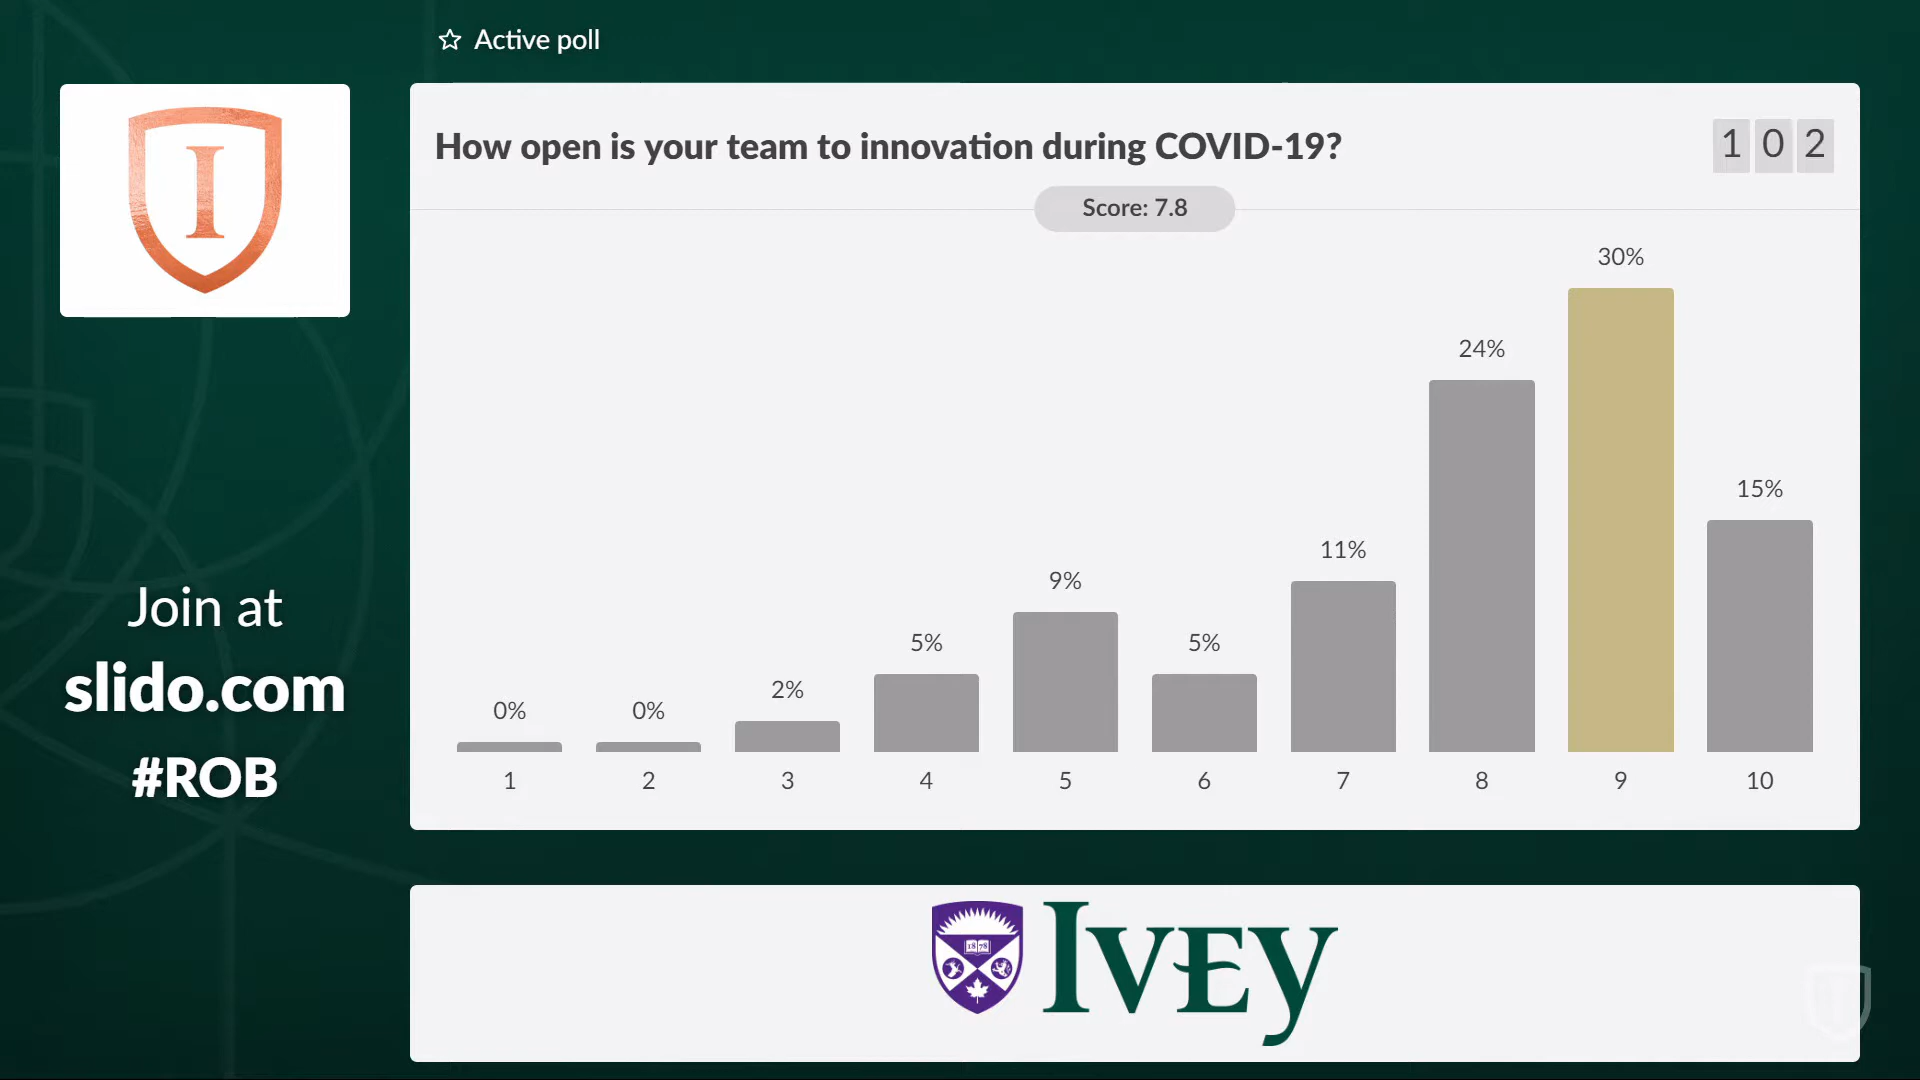 Active poll
I
How open is your team to innovation during COVID-19?
102
Score: 7.8
0%
0%
2%
5%
9%
5%
11%
24%
30%
15%
1
2
3
4
5
6
7
8
9
10
Join at
slido.com
#ROB
1878
IVEY
I